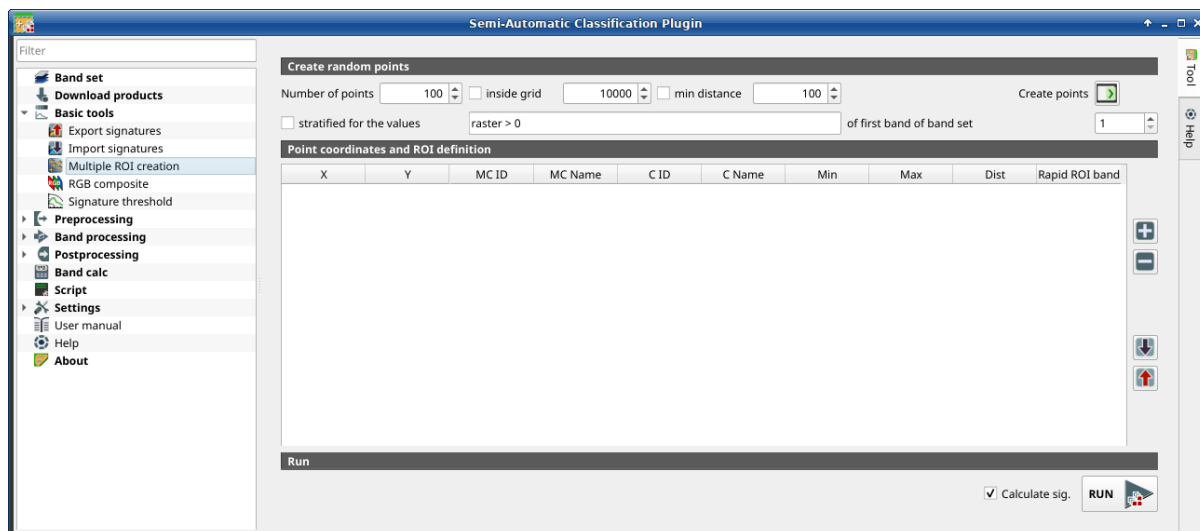 Semi-Automatic Classification Plugin
Filter
Band set
Download products
Basic tools
Export signatures
Import signatures
Multiple ROI creation
RGB composite
Signature threshold
Preprocessing
Band processing
Postprocessing
Band calc
Script
Settings
User manual
Help
About
Create random points
Number of points 100 inside grid 10000 min distance 100 Create points
stratified for the values raster > 0 of first band of band set 1
Point coordinates and ROI definition
X Y MC ID MC Name C ID C Name Min Max Dist Rapid ROI band
Run
Calculate sig. RUN
Tool
Help